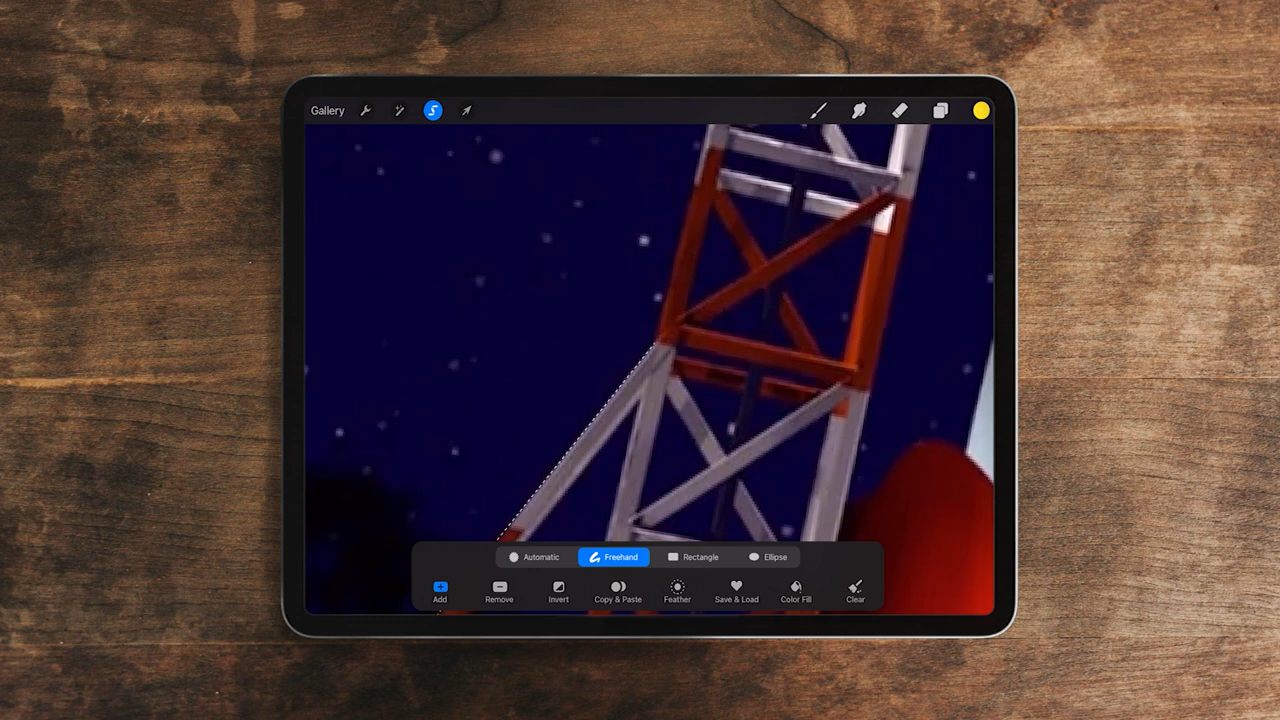 Gallery
Automatic Freehand Rectangle Ellipse
Add Remove Invert Copy & Paste Feather Save & Load Color Fill Clear